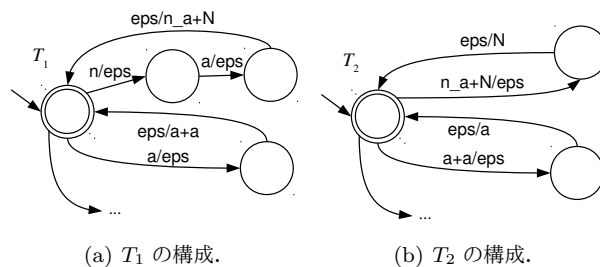 eps/n_a+N
T1
n/eps
a/eps
eps/a+a
a/eps
...
(a) T1 の構成.
eps/N
T2
n_a+N/eps
eps/a
a+a/eps
...
(b) T2 の構成.